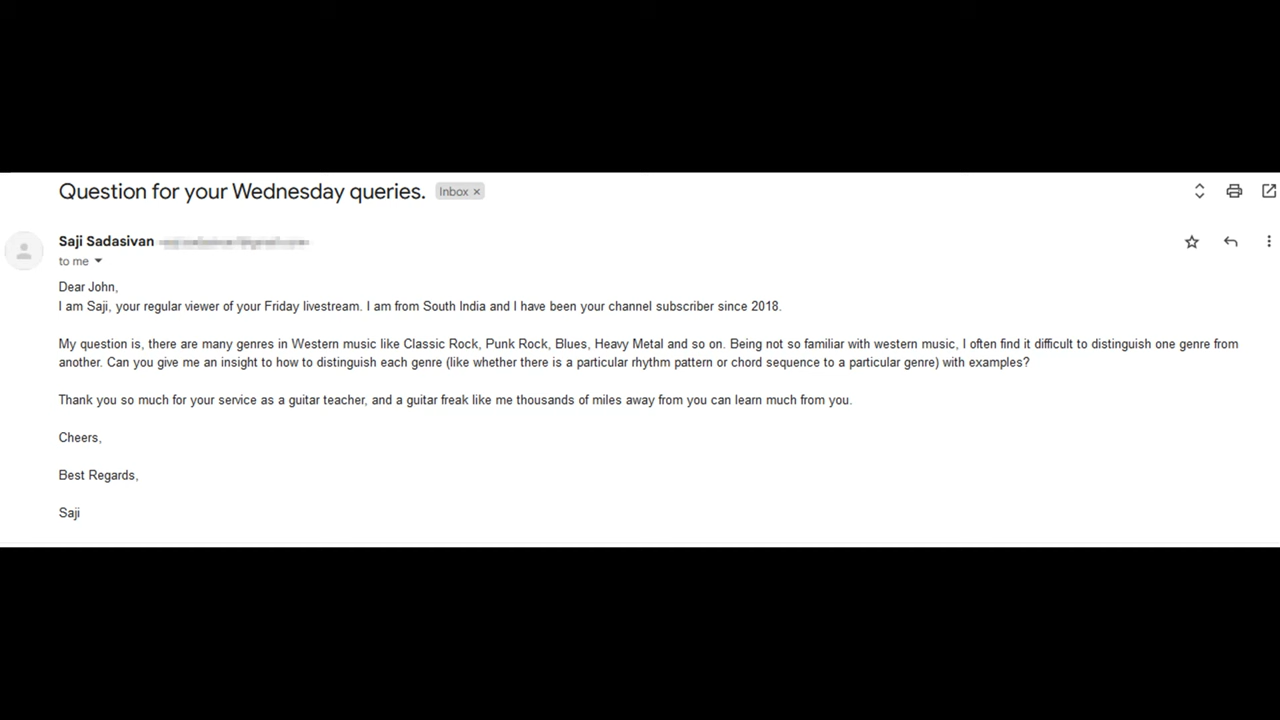 Question for your Wednesday queries. Inbox ×
Saji Sadasivan
to me
Dear John,
I am Saji, your regular viewer of your Friday livestream. I am from South India and I have been your channel subscriber since 2018.
My question is, there are many genres in Western music like Classic Rock, Punk Rock, Blues, Heavy Metal and so on. Being not so familiar with western music, I often find it difficult to distinguish one genre from
another. Can you give me an insight to how to distinguish each genre (like whether there is a particular rhythm pattern or chord sequence to a particular genre) with examples?
Thank you so much for your service as a guitar teacher, and a guitar freak like me thousands of miles away from you can learn much from you.
Cheers,
Best Regards,
Saji